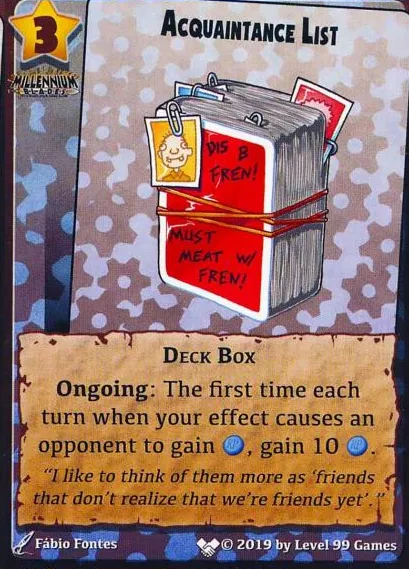 3
ACQUAINTANCE LIST
MILLENNIUM
BLADES
DIS B
FREN!
MUST
MEAT W/
FREN!
DECK BOX
Ongoing: The first time each
turn when your effect causes an
opponent to gain RP, gain 10 RP.
"I like to think of them more as 'friends
that don't realize that we're friends yet'."
Fábio Fontes
© 2019 by Level 99 Games